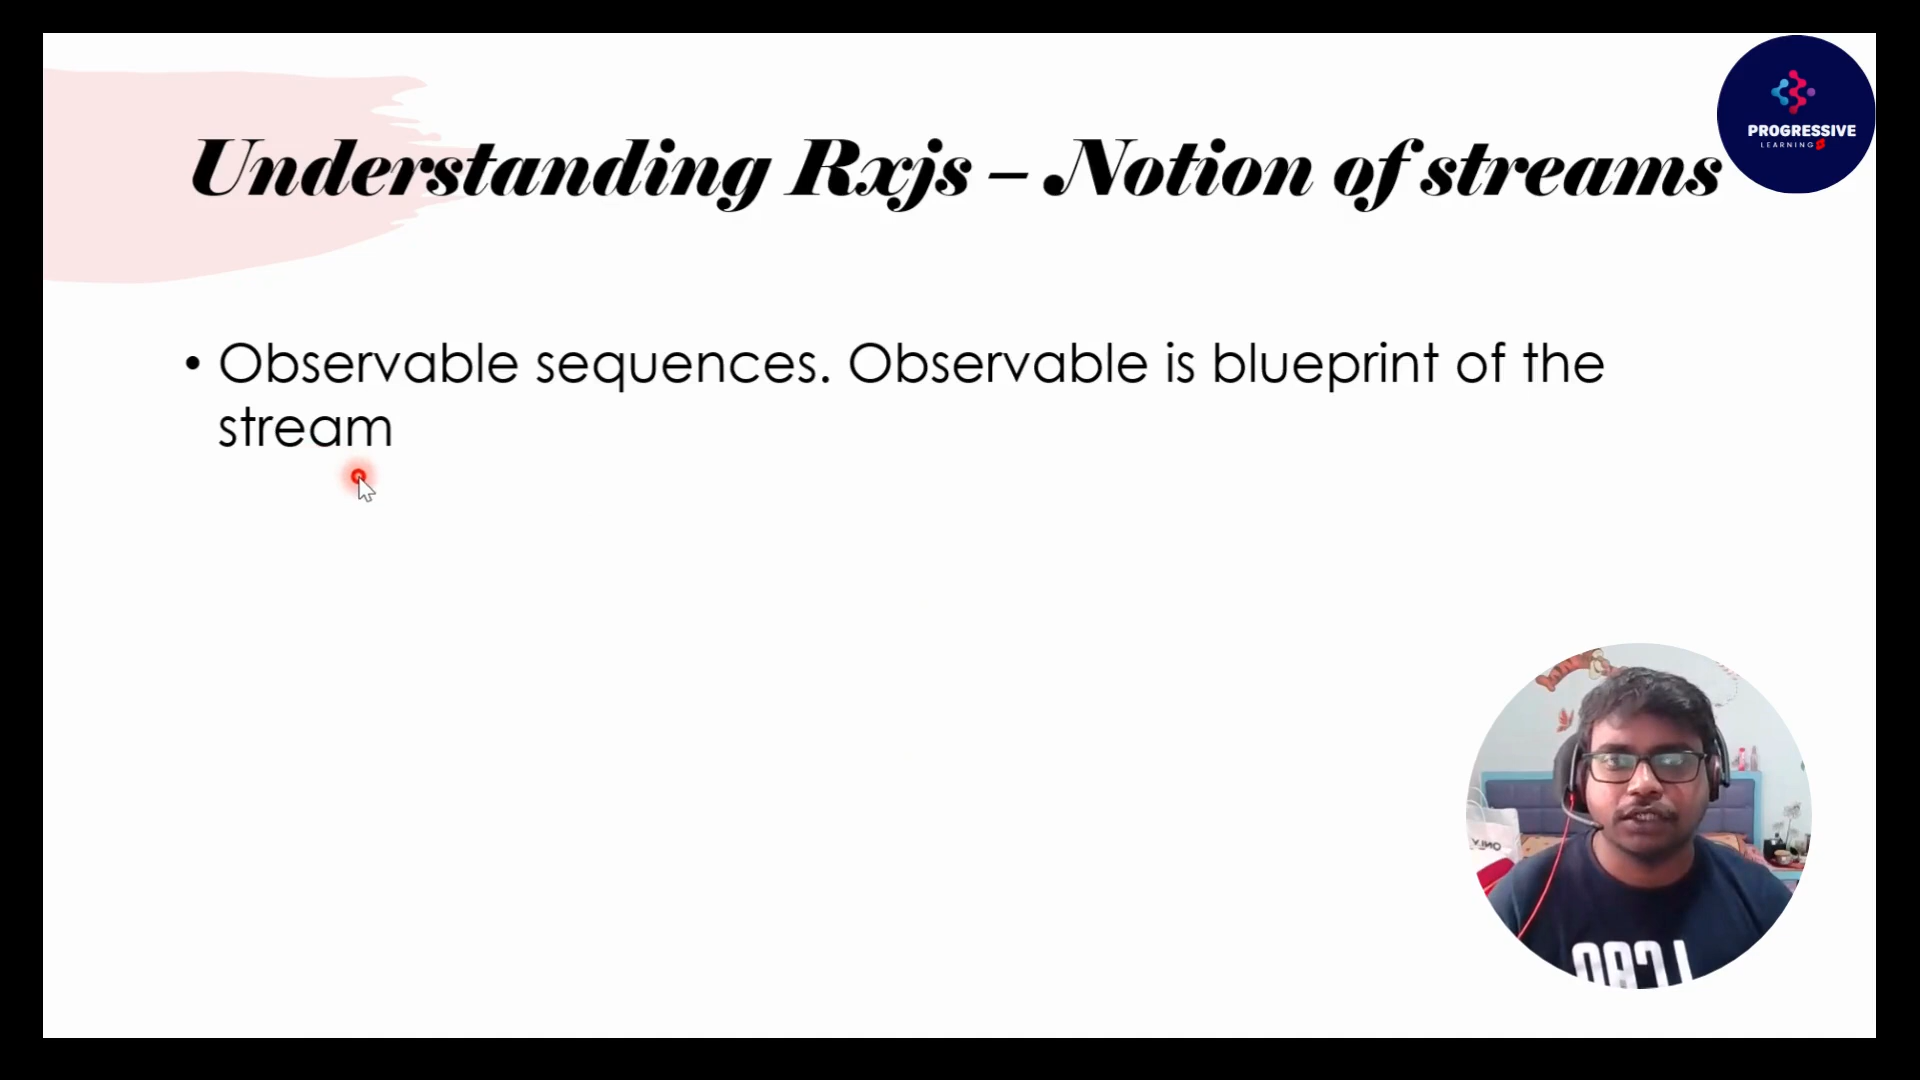 PROGRESSIVE
LEARNING
Understanding Rxjs – Notion of streams
• Observable sequences. Observable is blueprint of the
stream